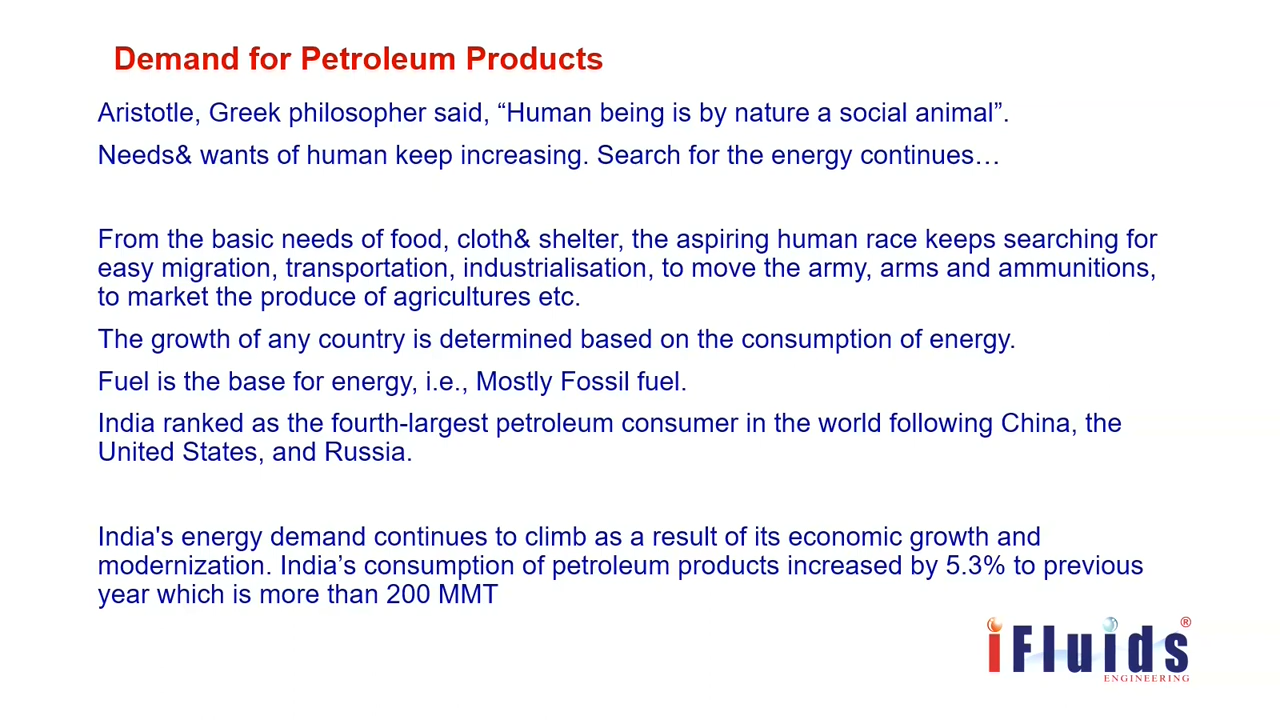 Demand for Petroleum Products
Aristotle, Greek philosopher said, “Human being is by nature a social animal”.
Needs& wants of human keep increasing. Search for the energy continues…
From the basic needs of food, cloth& shelter, the aspiring human race keeps searching for
easy migration, transportation, industrialisation, to move the army, arms and ammunitions,
to market the produce of agricultures etc.
The growth of any country is determined based on the consumption of energy.
Fuel is the base for energy, i.e., Mostly Fossil fuel.
India ranked as the fourth-largest petroleum consumer in the world following China, the
United States, and Russia.
India's energy demand continues to climb as a result of its economic growth and
modernization. India’s consumption of petroleum products increased by 5.3% to previous
year which is more than 200 MMT
iFluids®
ENGINEERING